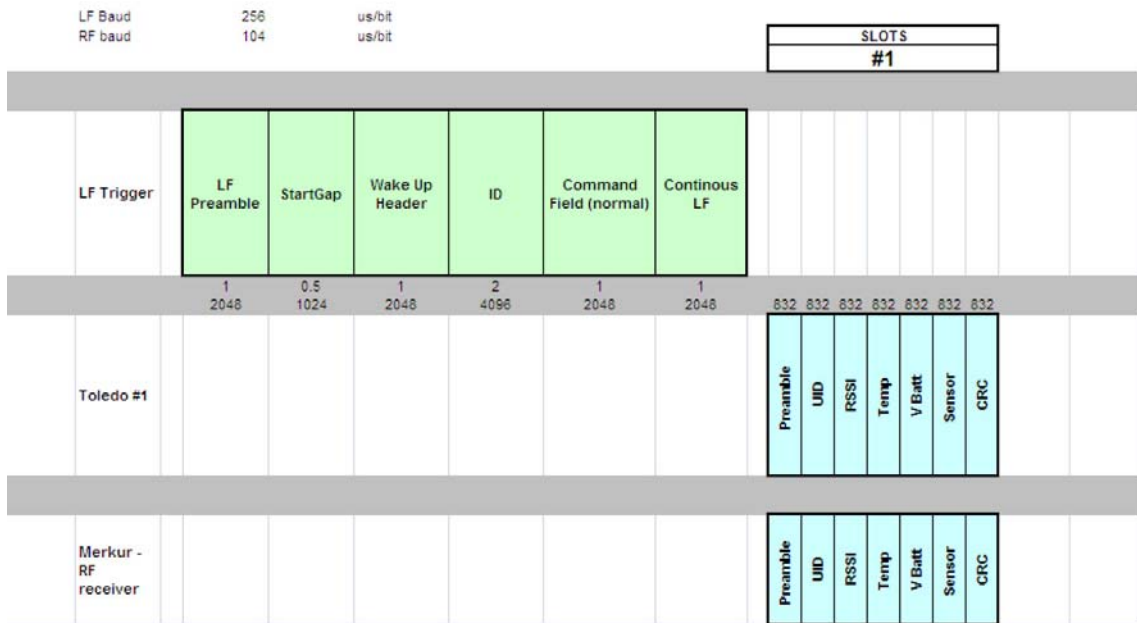 LF Baud 256 us/bit
RF baud 104 us/bit
SLOTS
#1
LF Trigger
LF
Preamble
StartGap
Wake Up
Header
ID
Command
Field (normal)
Continous
LF
1 0.5 1 2 1 1
2048 1024 2048 4096 2048 2048 832 832 832 832 832 832 832
Toledo #1
Preamble
UID
RSSI
Temp
V Batt
Sensor
CRC
Merkur -
RF
receiver
Preamble
UID
RSSI
Temp
V Batt
Sensor
CRC